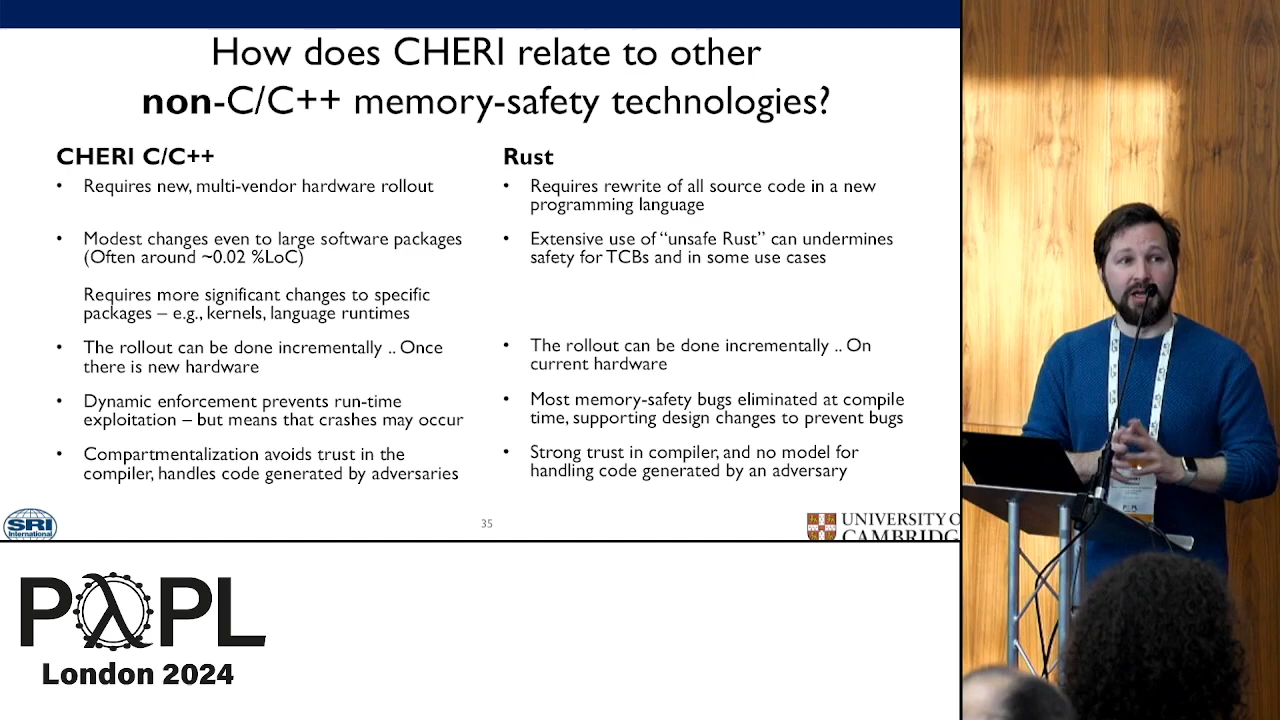 How does CHERI relate to other
non-C/C++ memory-safety technologies?
CHERI C/C++
• Requires new, multi-vendor hardware rollout
• Modest changes even to large software packages
(Often around ~0.02 %LoC)
Requires more significant changes to specific
packages – e.g., kernels, language runtimes
• The rollout can be done incrementally .. Once
there is new hardware
• Dynamic enforcement prevents run-time
exploitation – but means that crashes may occur
• Compartmentalization avoids trust in the
compiler, handles code generated by adversaries
Rust
• Requires rewrite of all source code in a new
programming language
• Extensive use of “unsafe Rust” can undermines
safety for TCBs and in some use cases
• The rollout can be done incrementally .. On
current hardware
• Most memory-safety bugs eliminated at compile
time, supporting design changes to prevent bugs
• Strong trust in compiler, and no model for
handling code generated by an adversary
SRI
International
35
UNIVERSITY O
CAMBRIDG
PλPL
London 2024